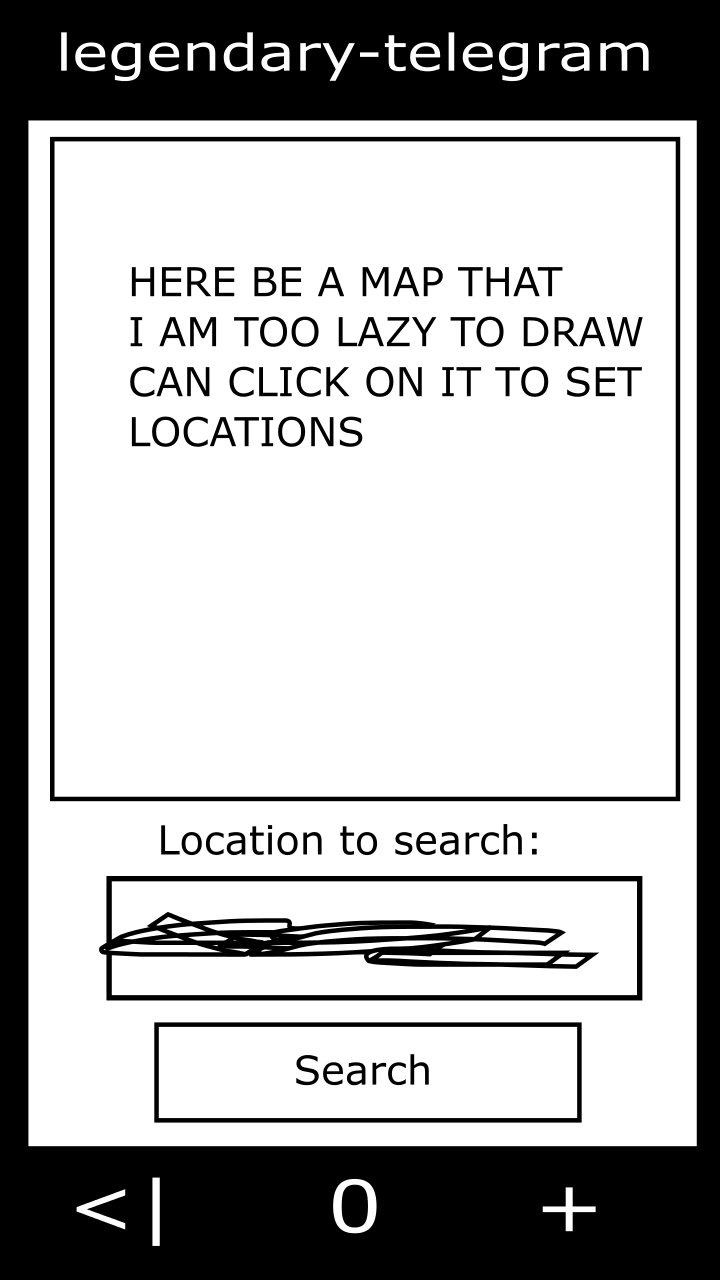 legendary-telegram
HERE BE A MAP THAT
I AM TOO LAZY TO DRAW
CAN CLICK ON IT TO SET
LOCATIONS
Location to search:
Search
<| O +